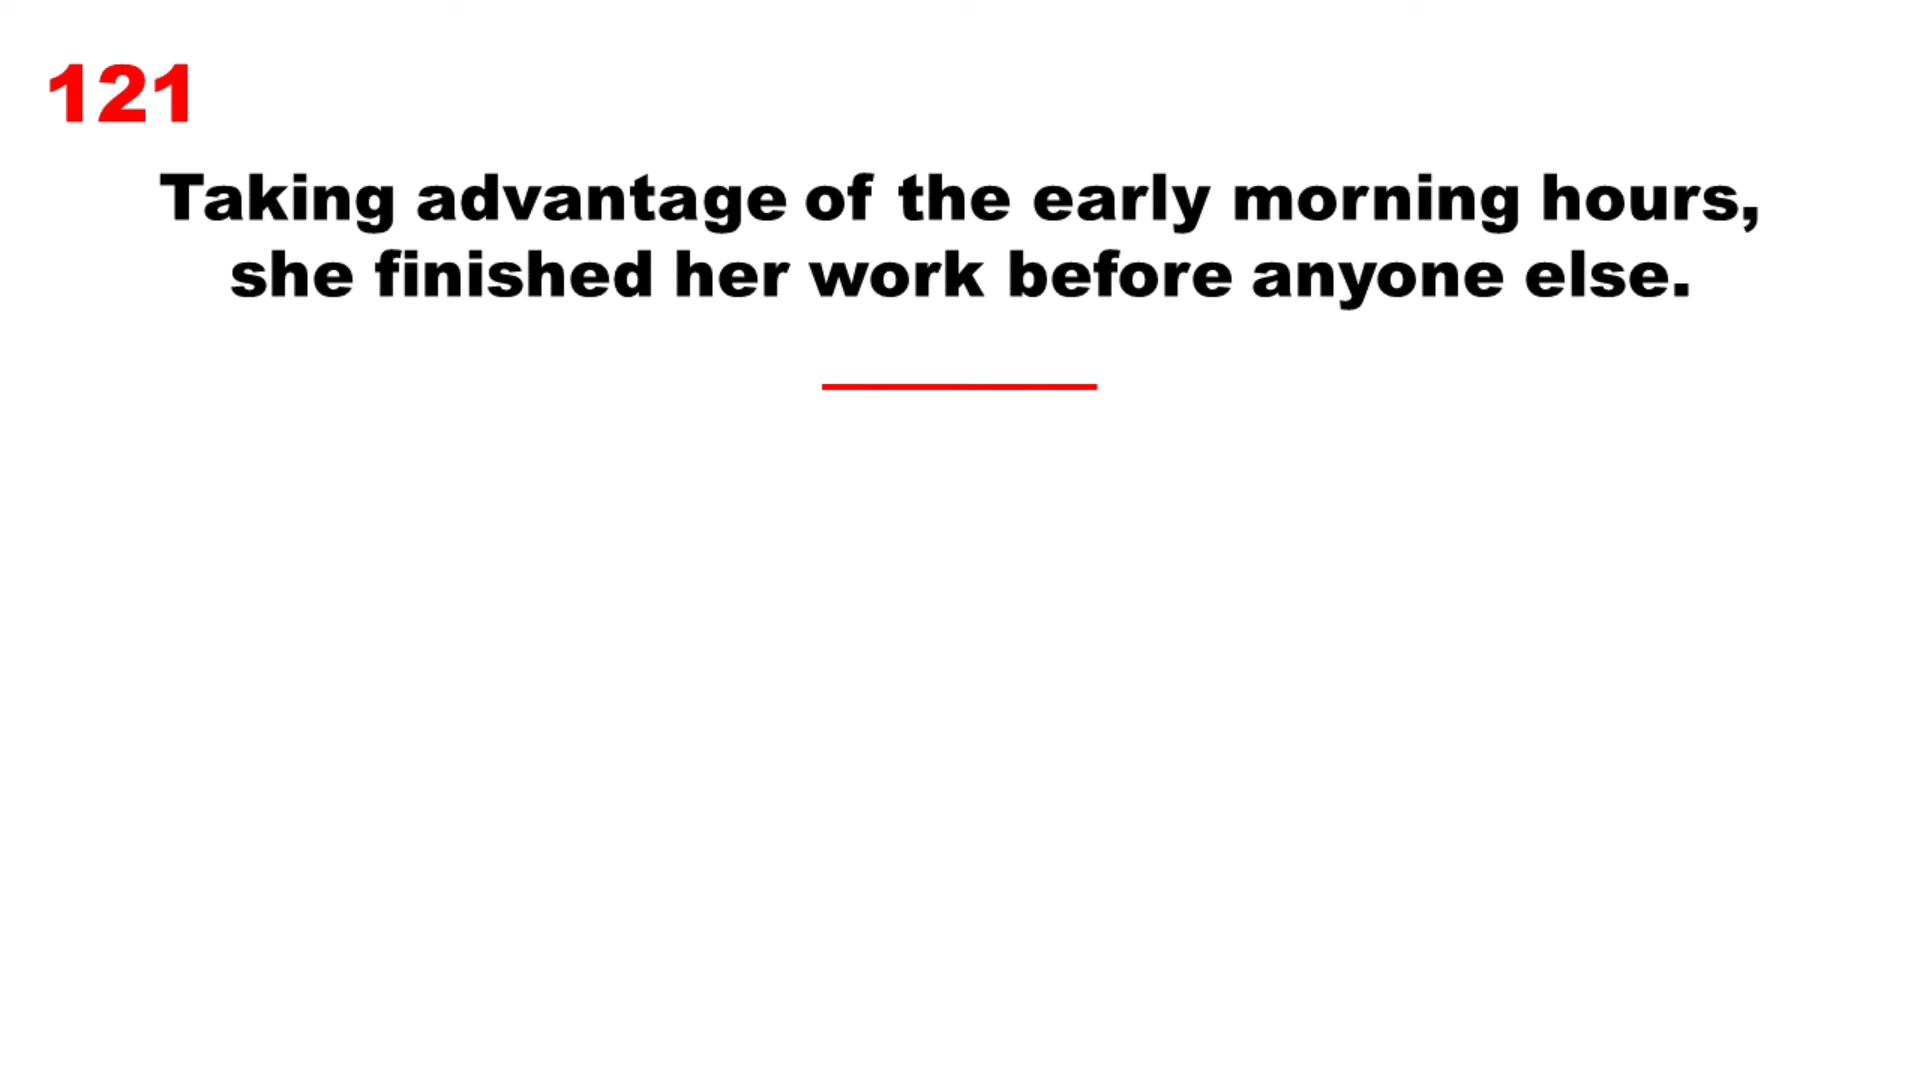 121
Taking advantage of the early morning hours,
she finished her work before anyone else.